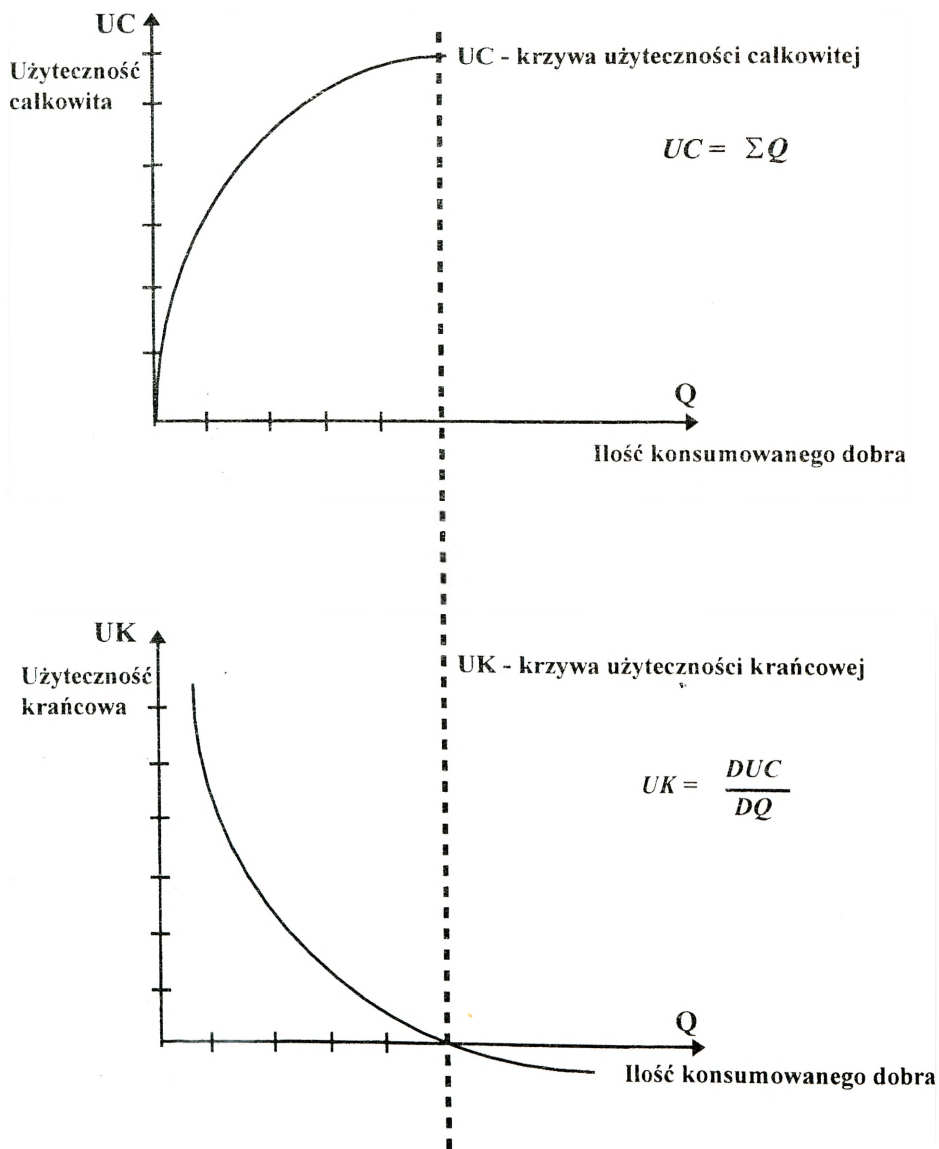 UC
Użyteczność
całkowita
UC - krzywa użyteczności całkowitej
UC = ΣQ
Q
Ilość konsumowanego dobra
UK
Użyteczność
krańcowa
UK - krzywa użyteczności krańcowej
UK = DUC
DQ
Q
Ilość konsumowanego dobra